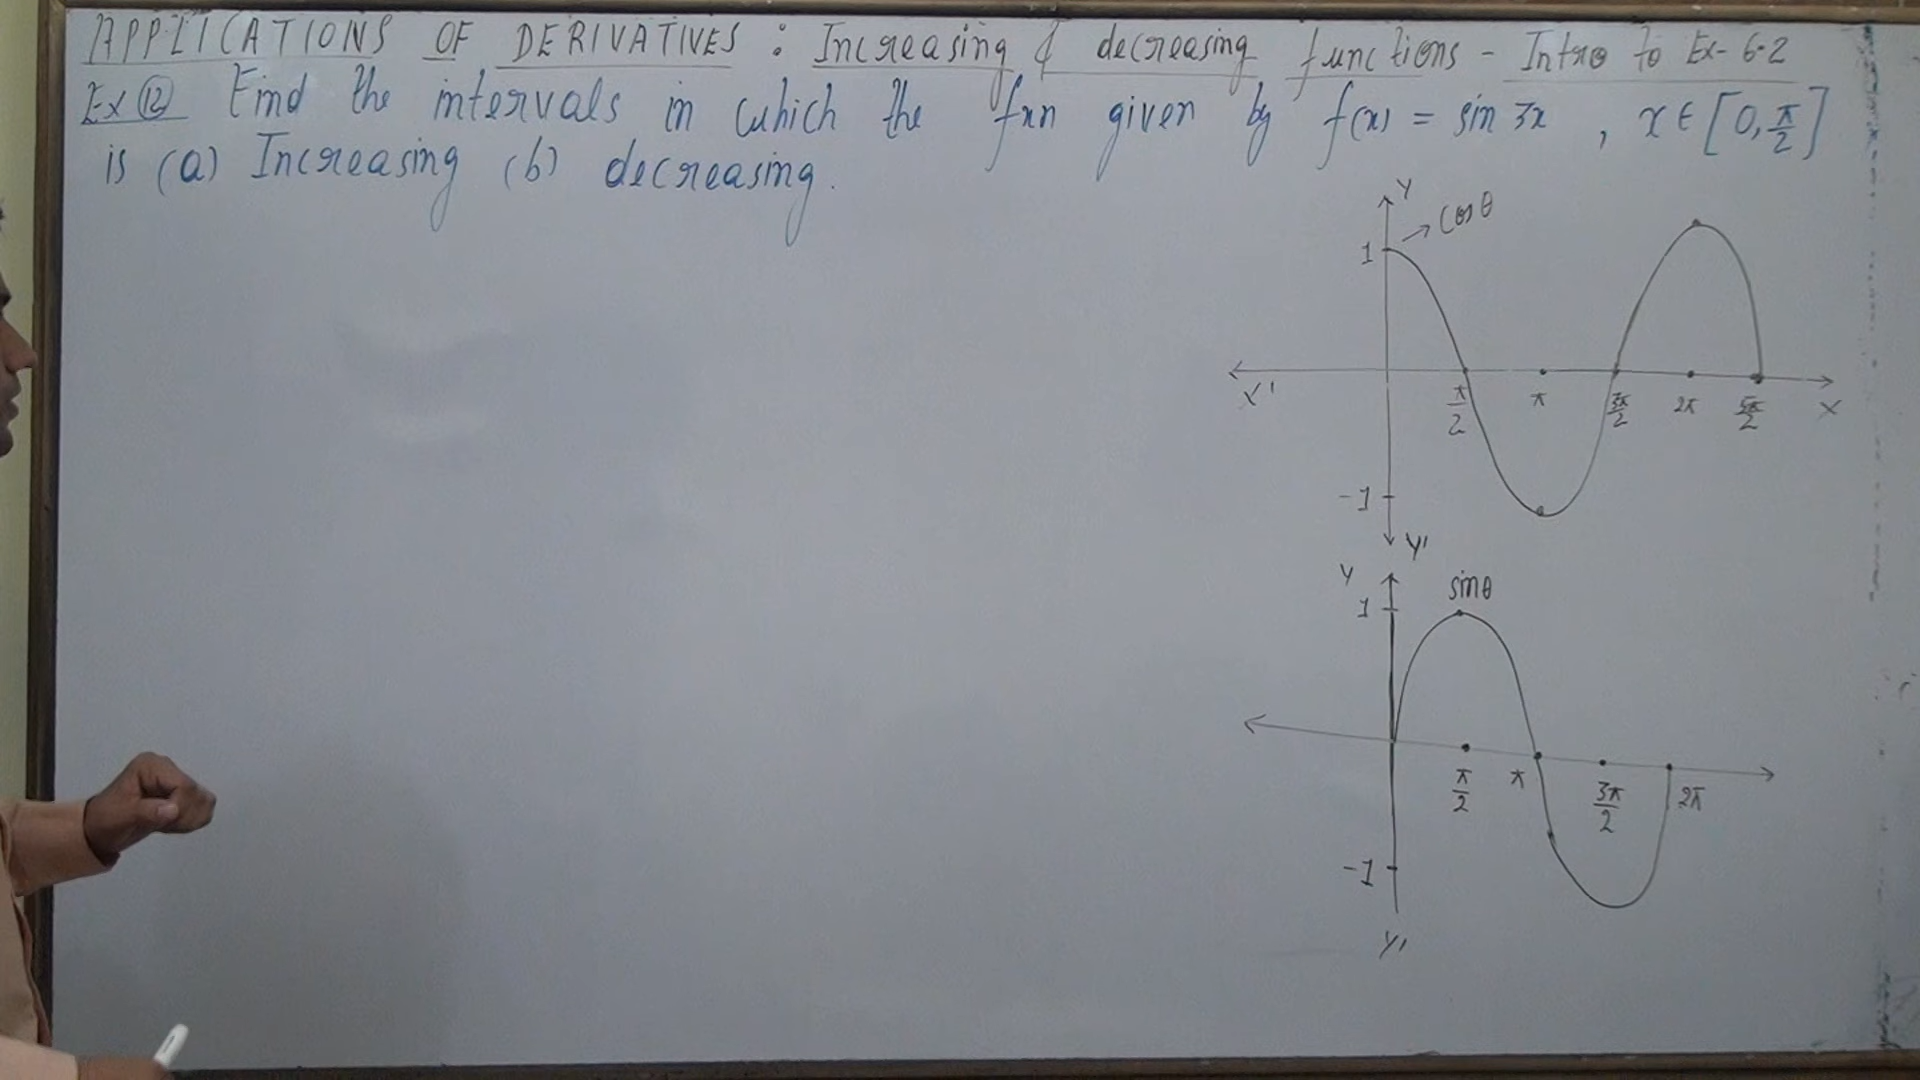 APPLICATIONS OF DERIVATIVES : Increasing & decreasing functions - Intro to Ex- 6.2
Ex ⑫ Find the intervals in which the fxn given by f(x) = sin 3x , x ∈ [0, π/2]
is (a) Increasing (b) decreasing.
Y
cos θ
1
X'
π/2
π
3π/2
2π
5π/2
X
-1
Y'
Y
sinθ
1
π/2
π
3π/2
2π
-1
Y'